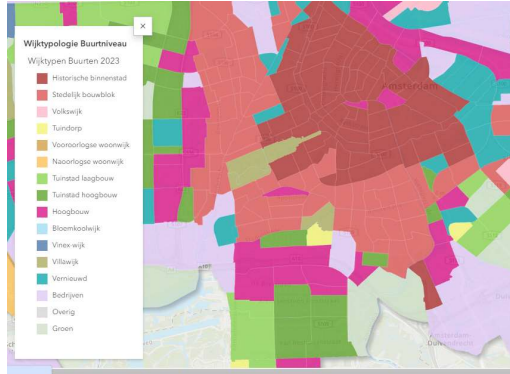 ×
Wijktypologie Buurtniveau
Wijktypen Buurten 2023
Historische binnenstad
Stedelijk bouwblok
Volkswijk
Tuindorp
Vooroorlogse woonwijk
Naoorlogse woonwijk
Tuinstad laagbouw
Tuinstad hoogbouw
Hoogbouw
Bloemkoolwijk
Vinex-wijk
Villawijk
Vernieuwd
Bedrijven
Overig
Groen
Amsterdam
Amsterdam-